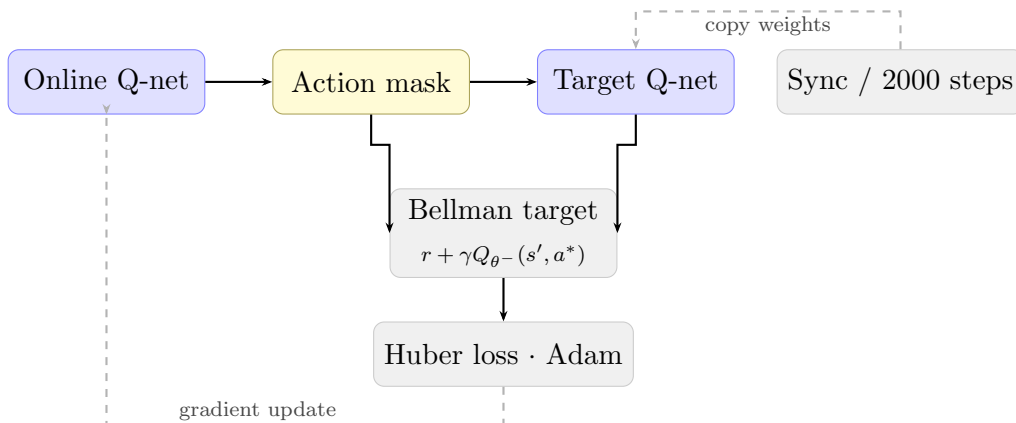 copy weights
Online Q-net
Action mask
Target Q-net
Sync / 2000 steps
Bellman target
r + γQ_{θ⁻}(s′, a*)
Huber loss · Adam
gradient update